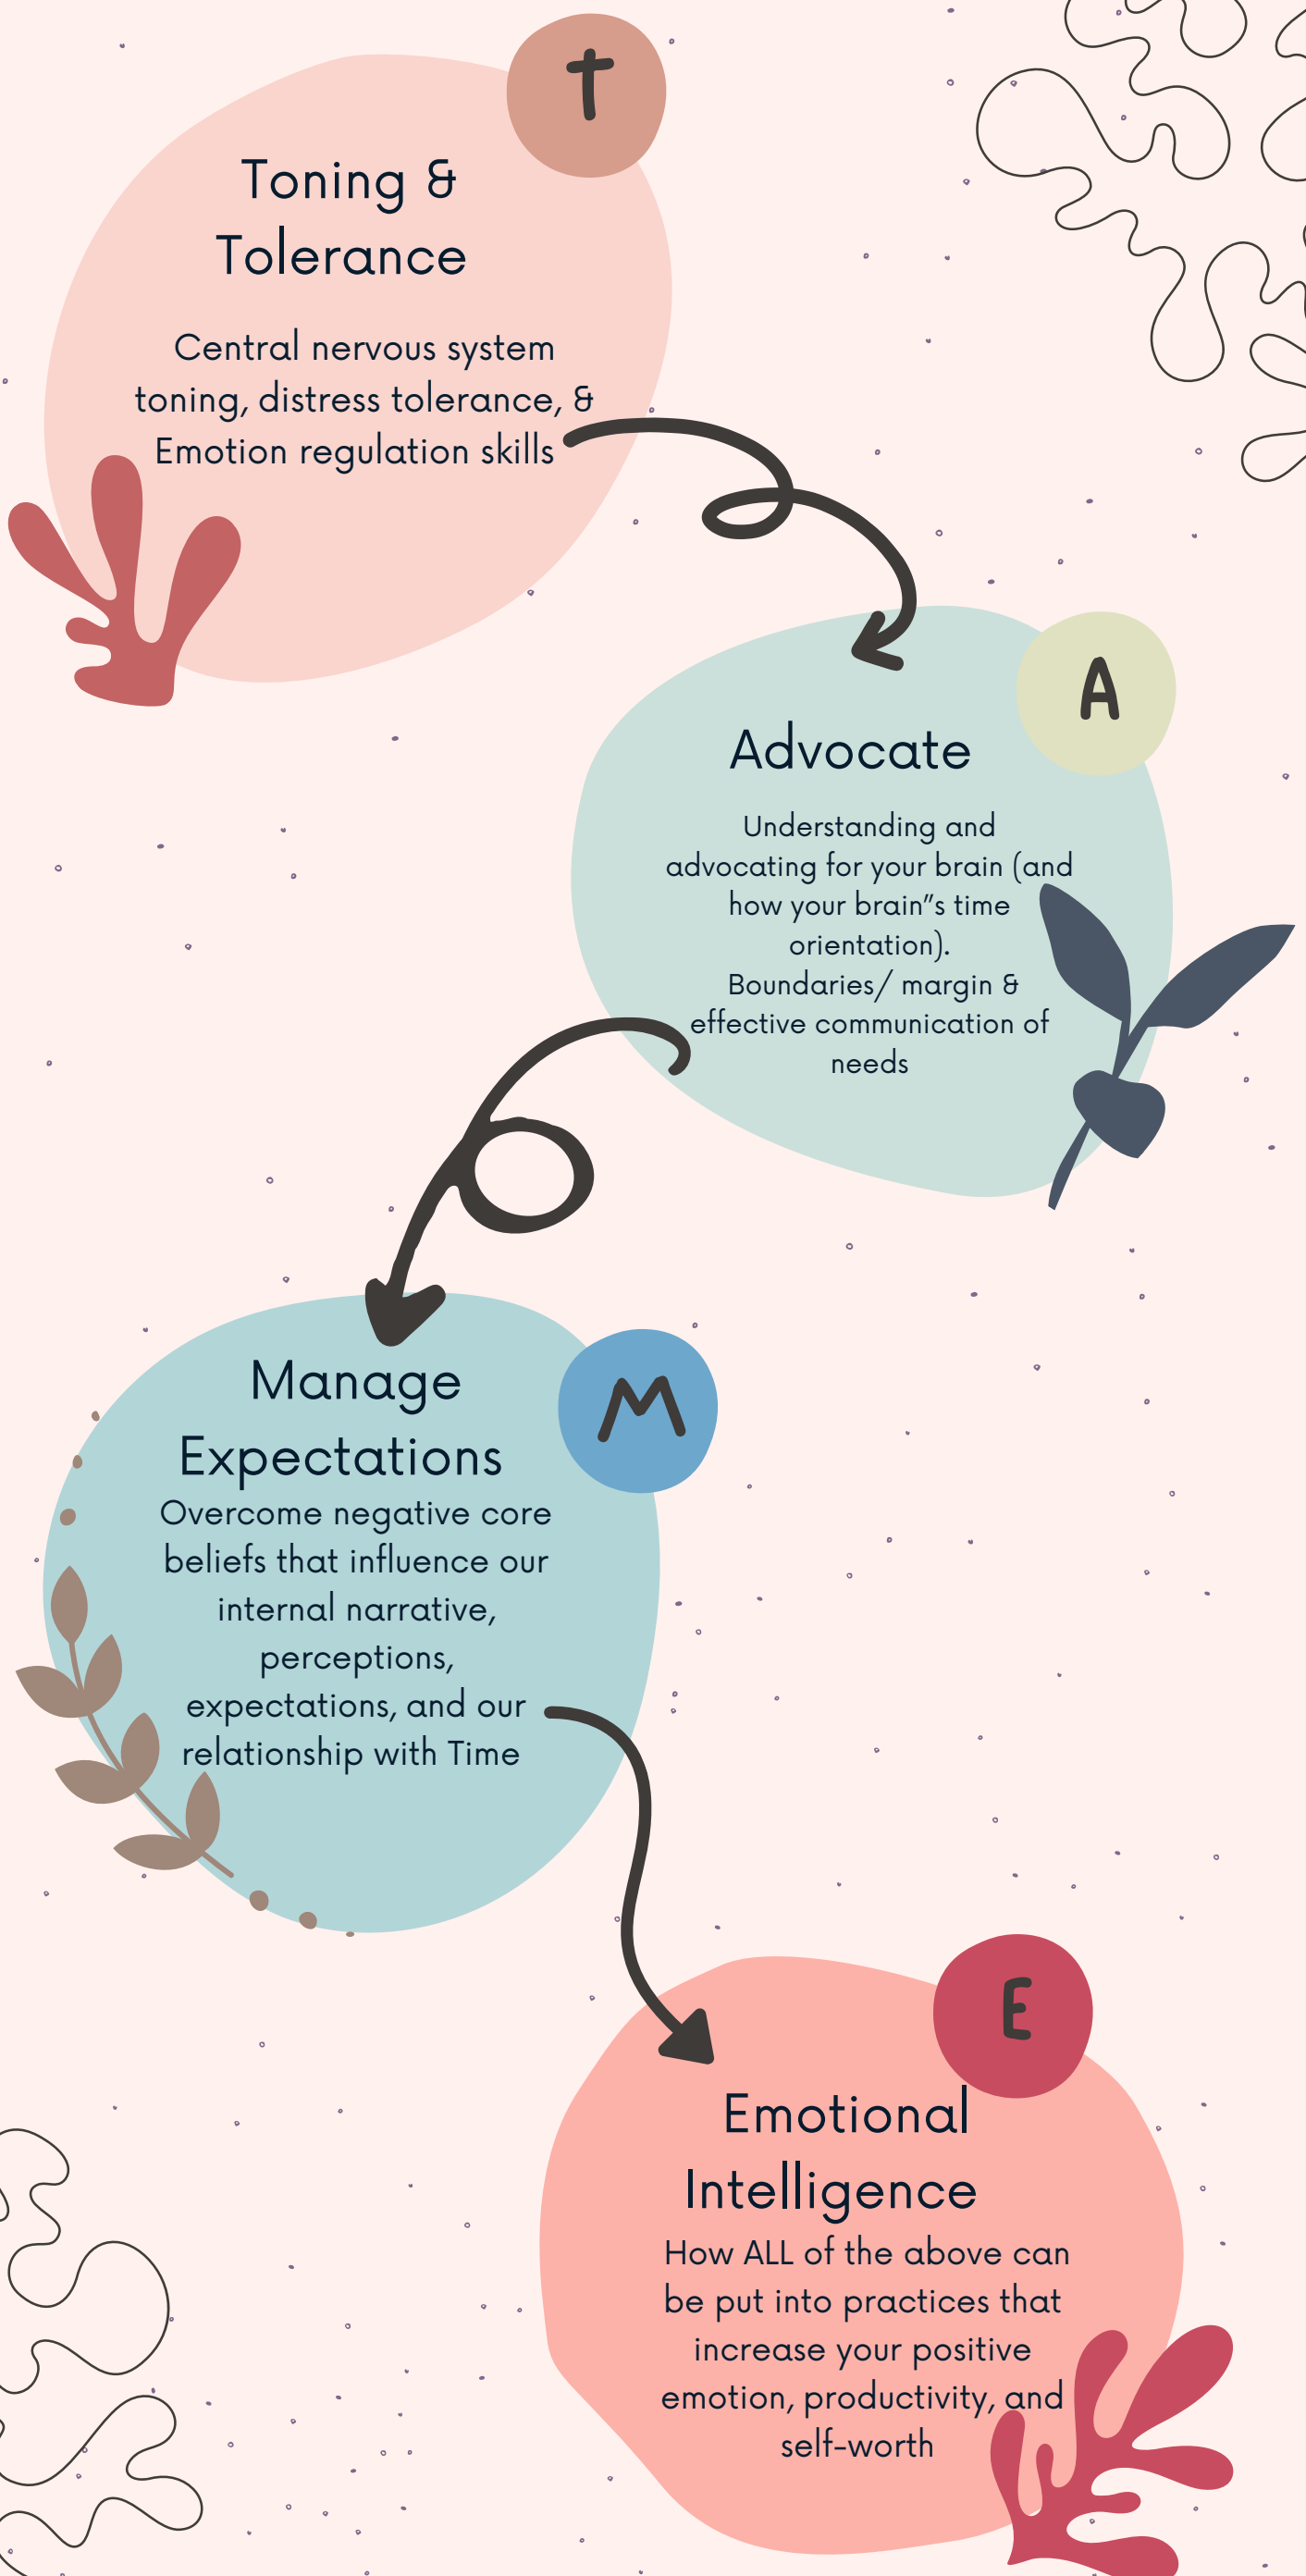 T
Toning &
Tolerance
Central nervous system
toning, distress tolerance, &
Emotion regulation skills
A
Advocate
Understanding and
advocating for your brain (and
how your brain"s time
orientation).
Boundaries/ margin &
effective communication of
needs
M
Manage
Expectations
Overcome negative core
beliefs that influence our
internal narrative,
perceptions,
expectations, and our
relationship with Time
E
Emotional
Intelligence
How ALL of the above can
be put into practices that
increase your positive
emotion, productivity, and
self-worth